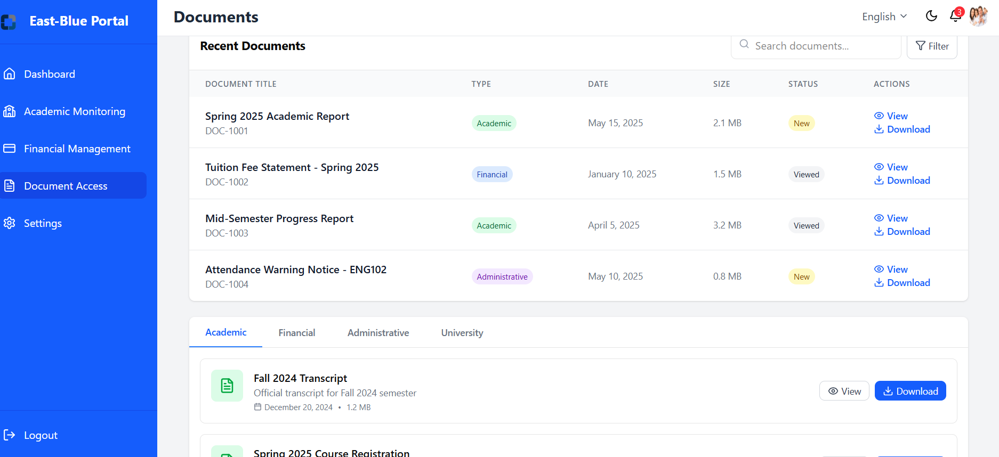 East-Blue Portal
Dashboard
Academic Monitoring
Financial Management
Document Access
Settings
Logout
Documents
English
3
Recent Documents
Search documents...
Filter
DOCUMENT TITLE TYPE DATE SIZE STATUS ACTIONS
Spring 2025 Academic Report
DOC-1001
Academic May 15, 2025 2.1 MB New
View
Download
Tuition Fee Statement - Spring 2025
DOC-1002
Financial January 10, 2025 1.5 MB Viewed
View
Download
Mid-Semester Progress Report
DOC-1003
Academic April 5, 2025 3.2 MB Viewed
View
Download
Attendance Warning Notice - ENG102
DOC-1004
Administrative May 10, 2025 0.8 MB New
View
Download
Academic Financial Administrative University
Fall 2024 Transcript
Official transcript for Fall 2024 semester
December 20, 2024 • 1.2 MB
View Download
Spring 2025 Course Registration